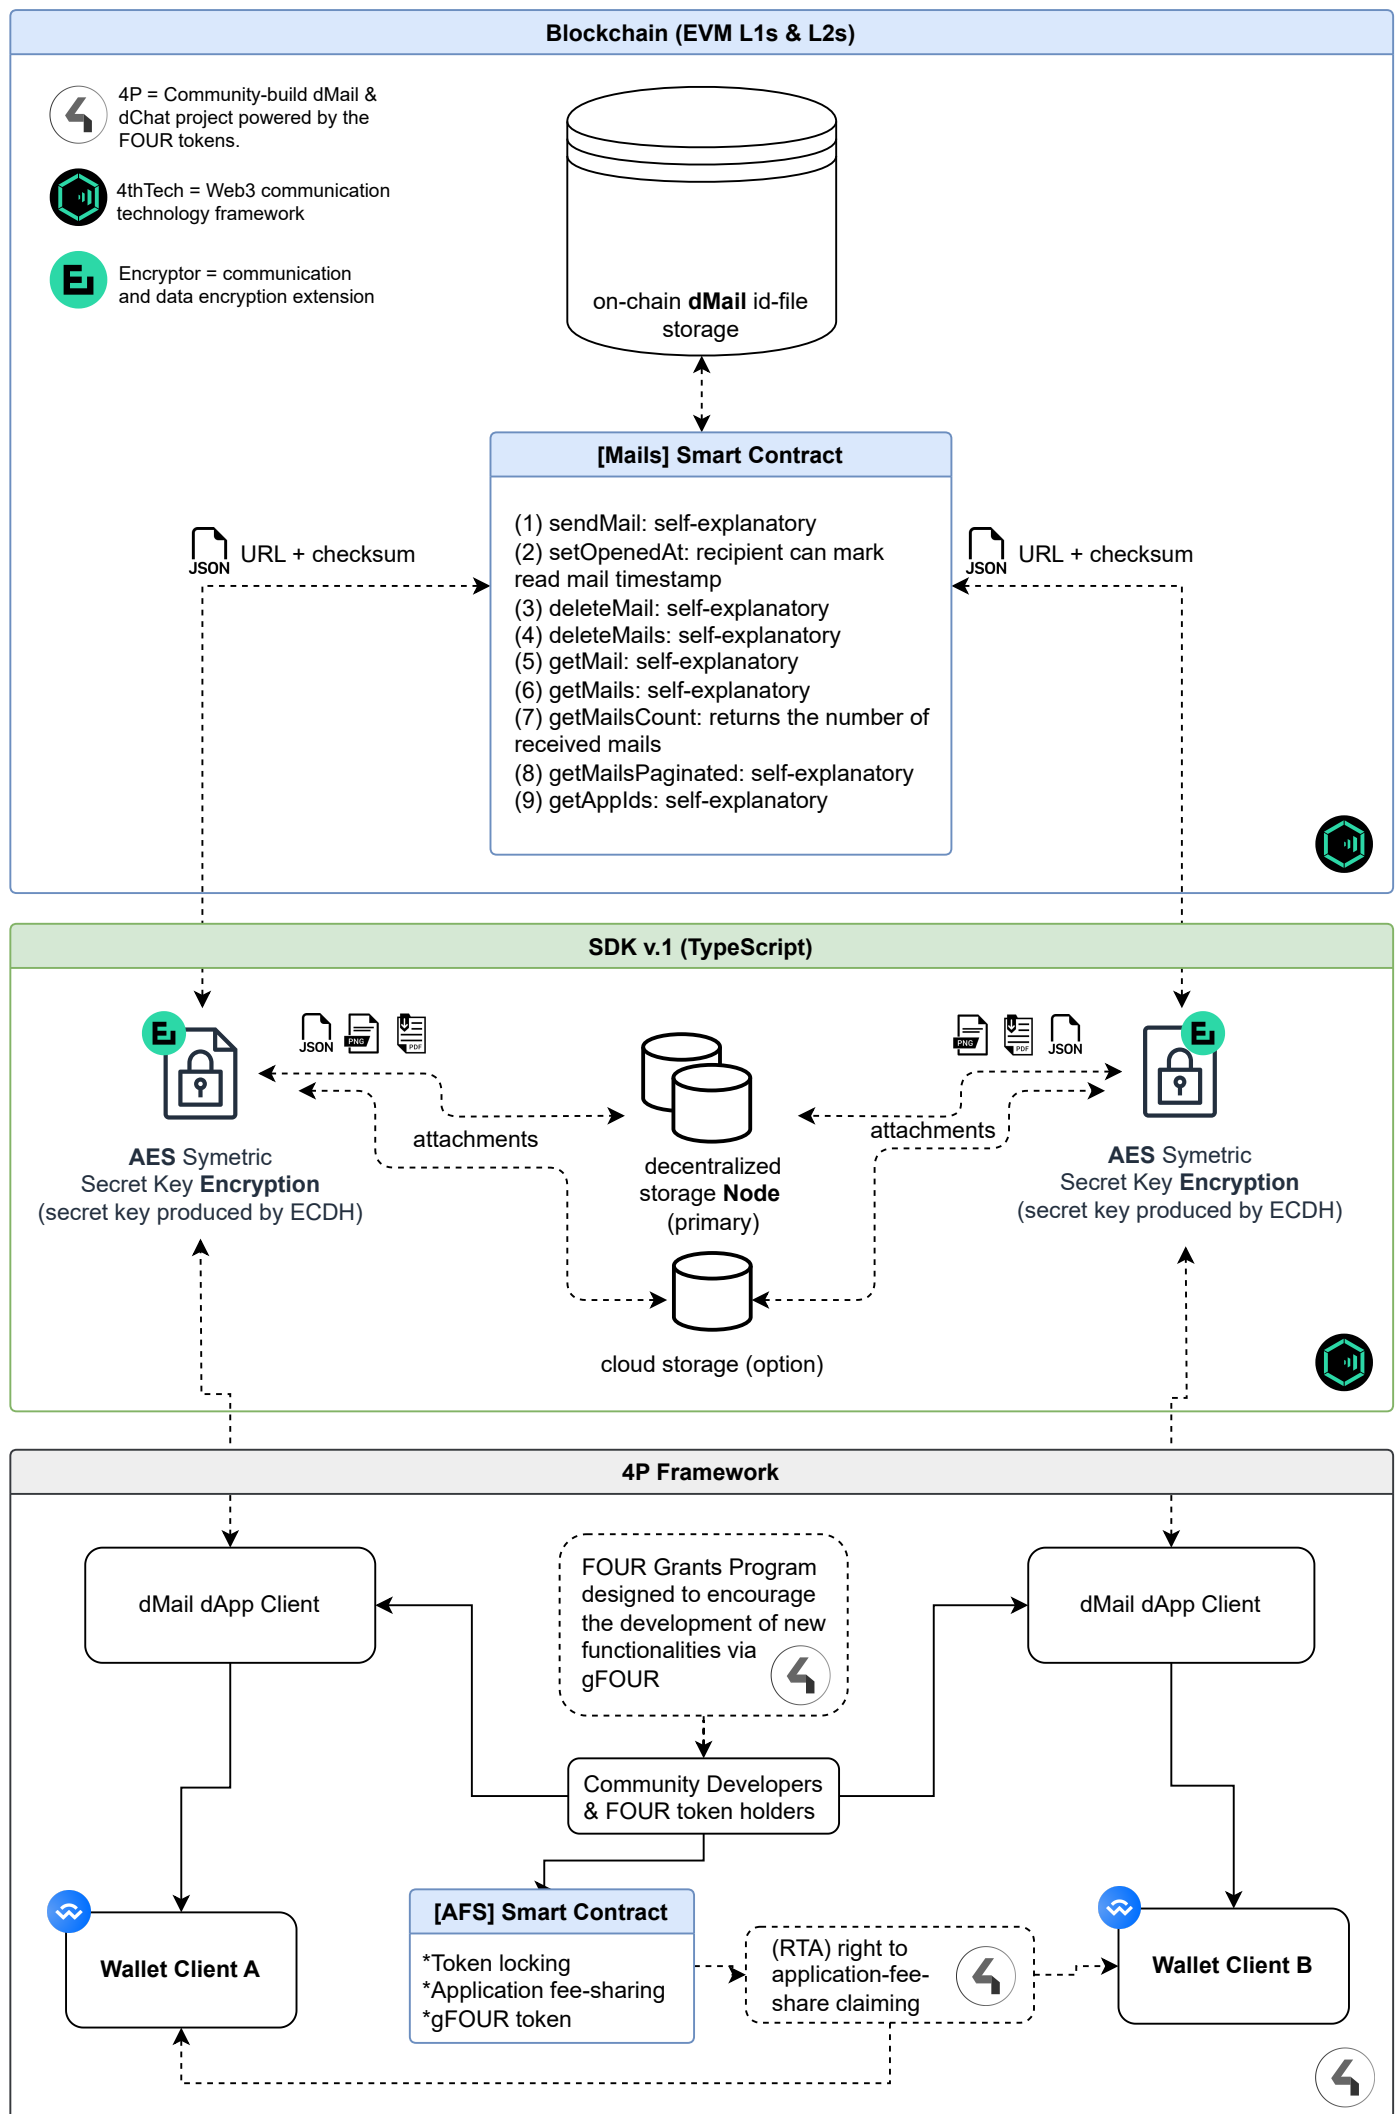 Blockchain (EVM L1s & L2s)
4P = Community-build dMail &
dChat project powered by the
FOUR tokens.
4thTech = Web3 communication
technology framework
Encryptor = communication
and data encryption extension
on-chain dMail id-file
storage
[Mails] Smart Contract
(1) sendMail: self-explanatory
(2) setOpenedAt: recipient can mark
read mail timestamp
(3) deleteMail: self-explanatory
(4) deleteMails: self-explanatory
(5) getMail: self-explanatory
(6) getMails: self-explanatory
(7) getMailsCount: returns the number of
received mails
(8) getMailsPaginated: self-explanatory
(9) getAppIds: self-explanatory
JSON
URL + checksum
JSON
URL + checksum
SDK v.1 (TypeScript)
JSON
PNG
PDF
PNG
PDF
JSON
attachments
attachments
AES Symetric
Secret Key Encryption
(secret key produced by ECDH)
decentralized
storage Node
(primary)
AES Symetric
Secret Key Encryption
(secret key produced by ECDH)
cloud storage (option)
4P Framework
dMail dApp Client
FOUR Grants Program
designed to encourage
the development of new
functionalities via
gFOUR
dMail dApp Client
Community Developers
& FOUR token holders
Wallet Client A
[AFS] Smart Contract
*Token locking
*Application fee-sharing
*gFOUR token
(RTA) right to
application-fee-
share claiming
Wallet Client B